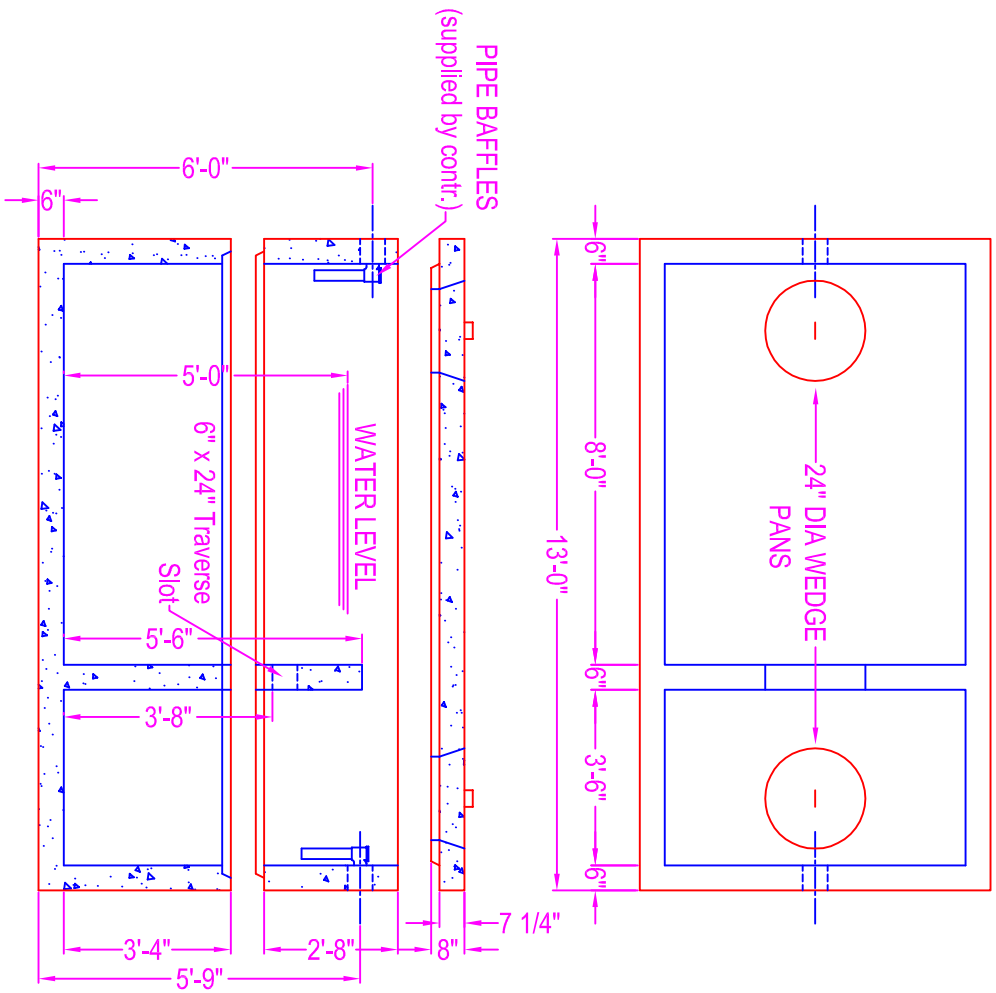 PIPE BAFFLES
(supplied by contr.)
6'-0"
6"
5'-0"
WATER LEVEL
6" x 24" Traverse
Slot
5'-6"
3'-8"
3'-4"
5'-9"
2'-8"
8"
7 1/4"
6"
8'-0"
6"
3'-6"
6"
13'-0"
24" DIA WEDGE
PANS